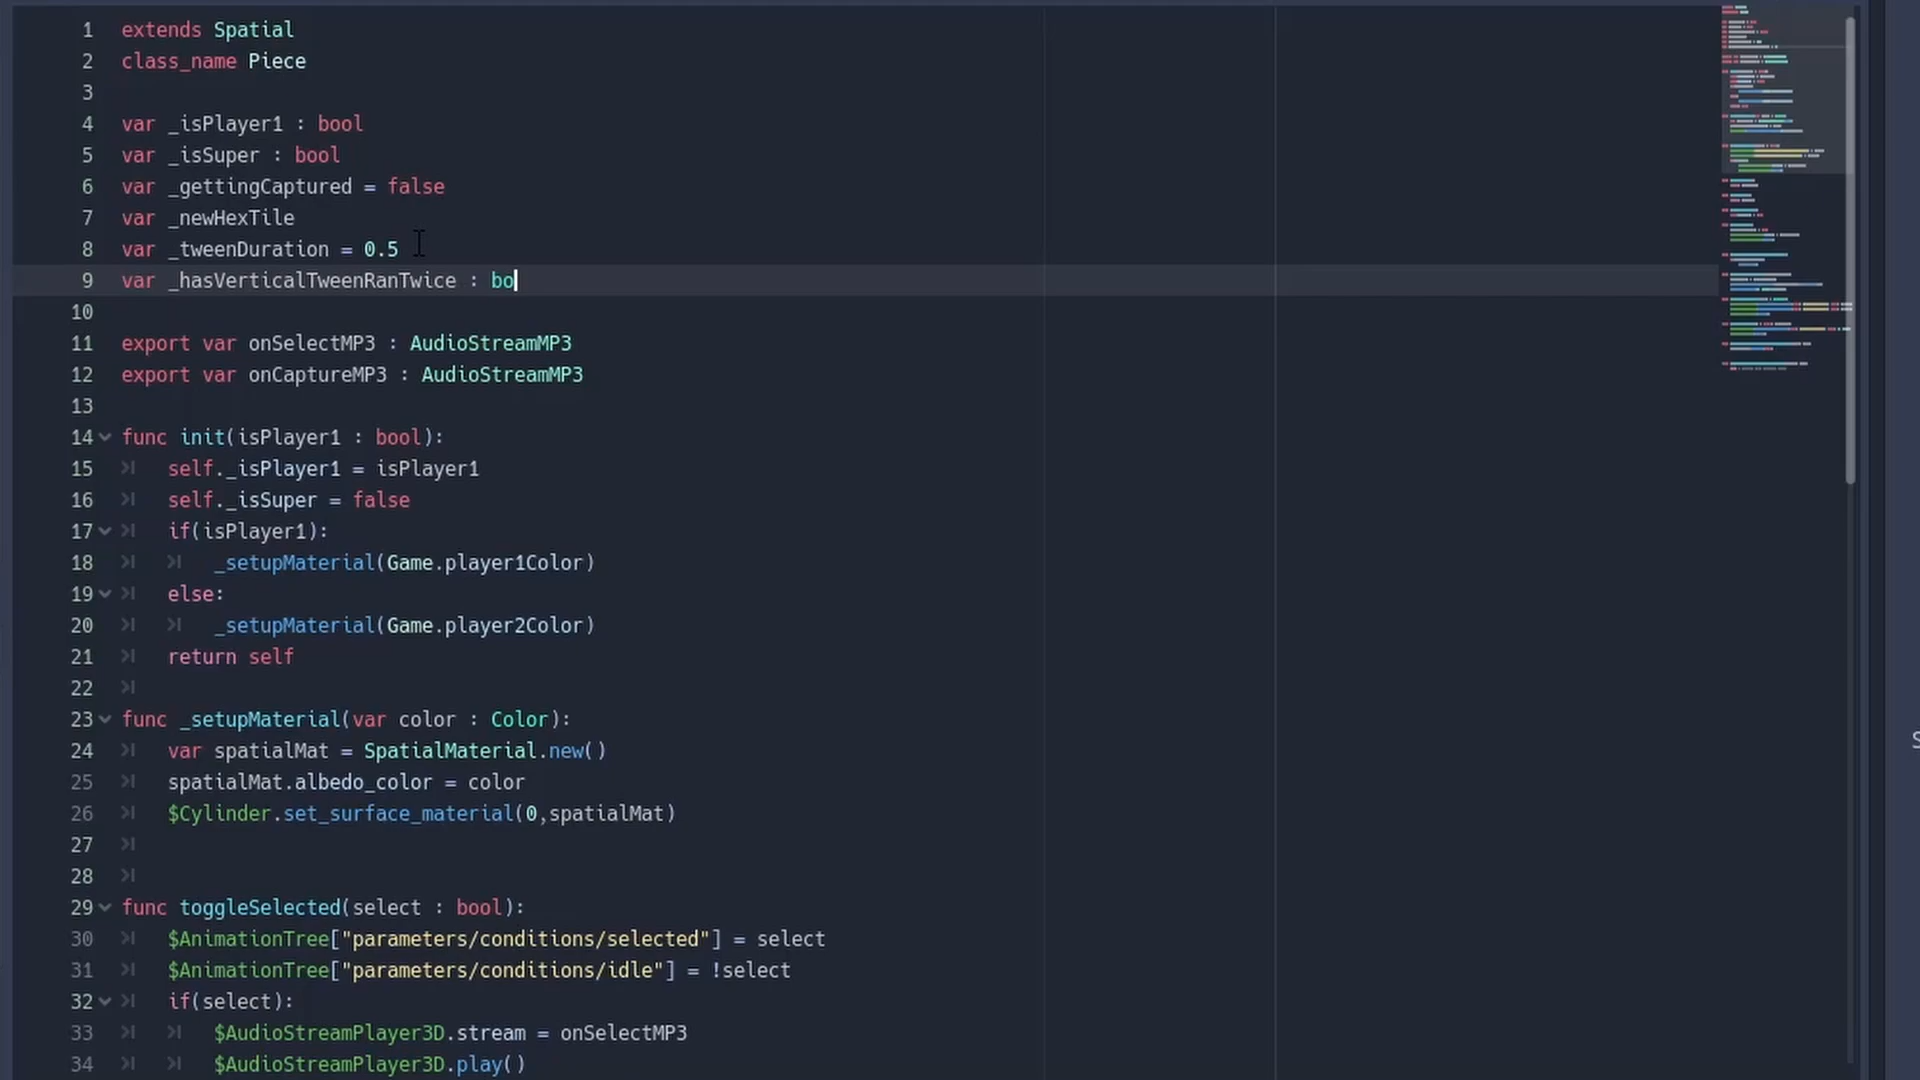 1 extends Spatial
2 class_name Piece
3
4 var _isPlayer1 : bool
5 var _isSuper : bool
6 var _gettingCaptured = false
7 var _newHexTile
8 var _tweenDuration = 0.5
9 var _hasVerticalTweenRanTwice : bo
10
11 export var onSelectMP3 : AudioStreamMP3
12 export var onCaptureMP3 : AudioStreamMP3
13
14 func init(isPlayer1 : bool):
15 self._isPlayer1 = isPlayer1
16 self._isSuper = false
17 if(isPlayer1):
18 _setupMaterial(Game.player1Color)
19 else:
20 _setupMaterial(Game.player2Color)
21 return self
22
23 func _setupMaterial(var color : Color):
24 var spatialMat = SpatialMaterial.new()
25 spatialMat.albedo_color = color
26 $Cylinder.set_surface_material(0,spatialMat)
27
28
29 func toggleSelected(select : bool):
30 $AnimationTree["parameters/conditions/selected"] = select
31 $AnimationTree["parameters/conditions/idle"] = !select
32 if(select):
33 $AudioStreamPlayer3D.stream = onSelectMP3
34 $AudioStreamPlayer3D.play()